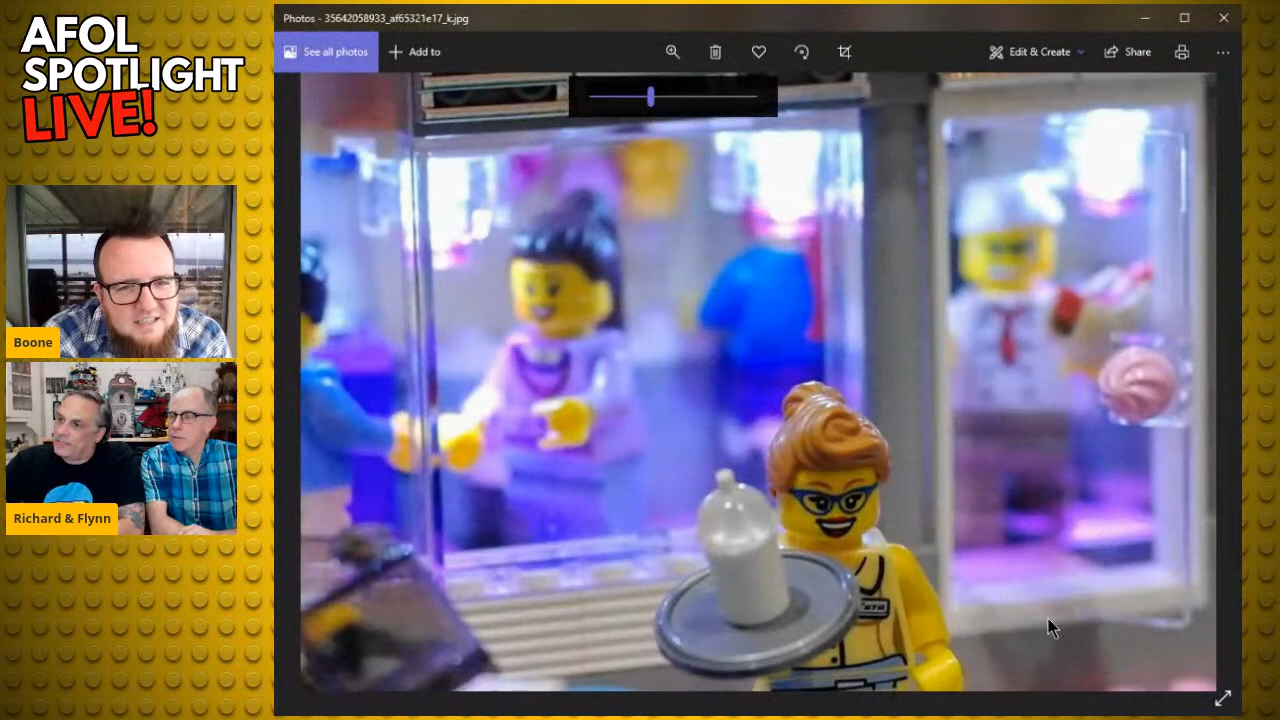 AFOL
SPOTLIGHT
LIVE!
Photos - 35642058933_af65321e17_k.jpg
See all photos
Add to
Edit & Create
Share
Boone
Richard & Flynn